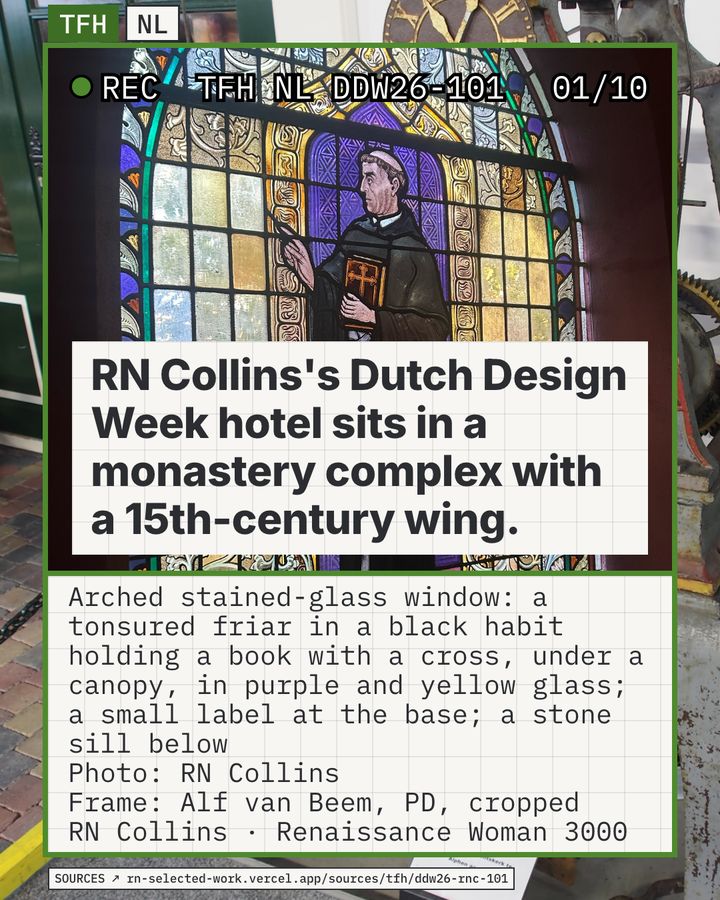 TFH NL
REC TFH NL DDW26-101 01/10
RN Collins's Dutch Design
Week hotel sits in a
monastery complex with
a 15th-century wing.
Arched stained-glass window: a
tonsured friar in a black habit
holding a book with a cross, under a
canopy, in purple and yellow glass;
a small label at the base; a stone
sill below
Photo: RN Collins
Frame: Alf van Beem, PD, cropped
RN Collins · Renaissance Woman 3000
SOURCES ↗ rn-selected-work.vercel.app/sources/tfh/ddw26-rnc-101